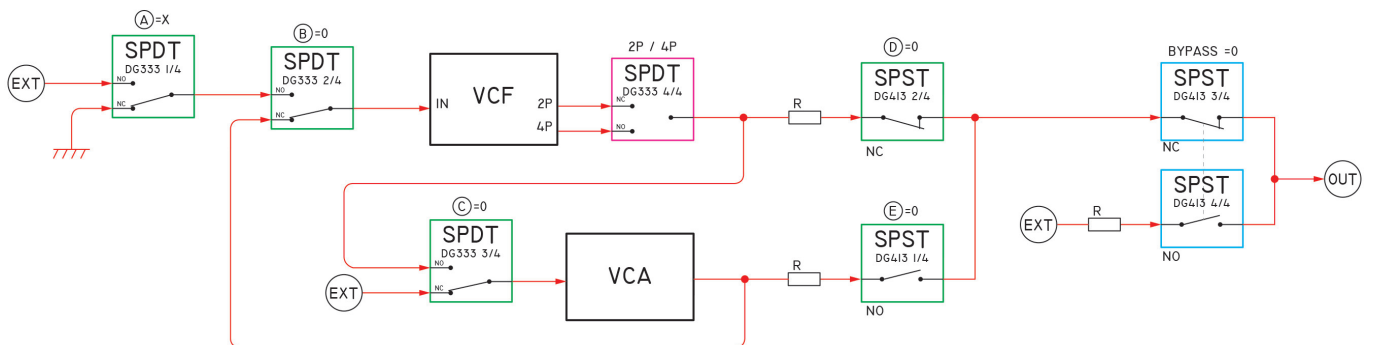 A=X
EXT
SPDT
DG333 1/4
NO
NC
B=0
SPDT
DG333 2/4
NO
NC
IN
VCF
2P
4P
2P / 4P
SPDT
DG333 4/4
NC
NO
R
D=0
SPST
DG413 2/4
NC
BYPASS =0
SPST
DG413 3/4
NC
SPST
DG413 4/4
NO
EXT
R
OUT
C=0
SPDT
DG333 3/4
NO
NC
EXT
VCA
R
E=0
SPST
DG413 1/4
NO